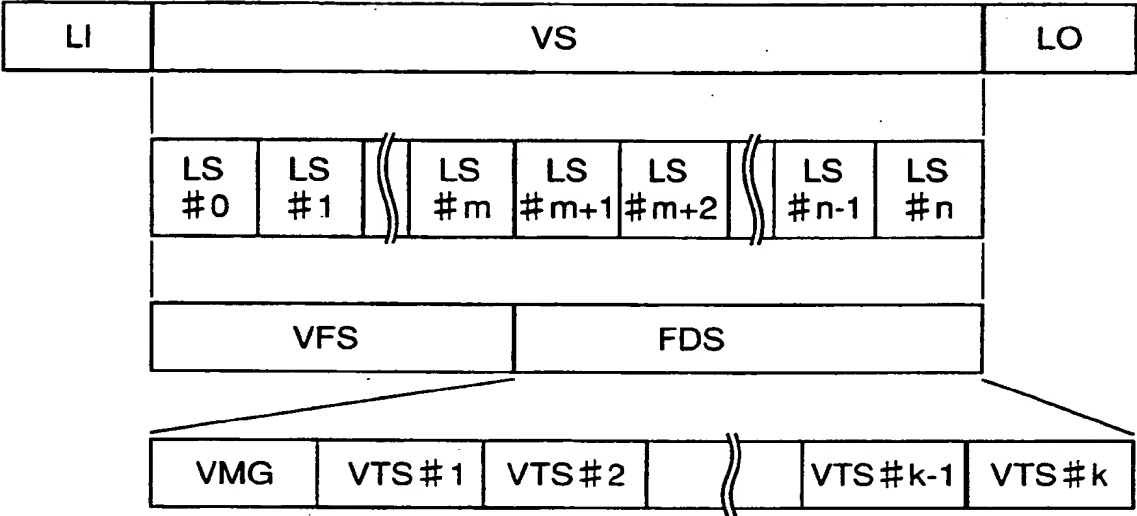 LI VS LO
LS LS LS LS LS LS LS
#0 #1 #m #m+1 #m+2 #n-1 #n
VFS FDS
VMG VTS#1 VTS#2 VTS#k-1 VTS#k